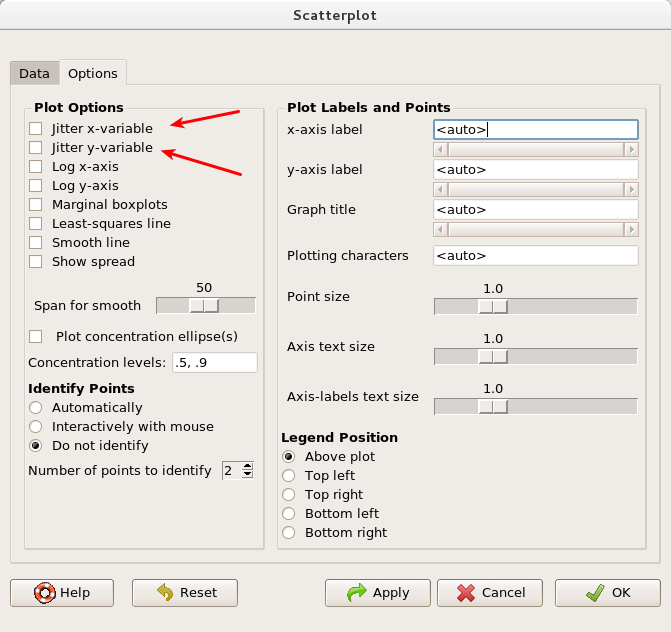 Scatterplot
Data
Options
Plot Options
Jitter x-variable
Jitter y-variable
Log x-axis
Log y-axis
Marginal boxplots
Least-squares line
Smooth line
Show spread
Span for smooth
50
Plot concentration ellipse(s)
Concentration levels: .5, .9
Identify Points
Automatically
Interactively with mouse
Do not identify
Number of points to identify 2
Plot Labels and Points
x-axis label <auto>
y-axis label <auto>
Graph title <auto>
Plotting characters <auto>
Point size 1.0
Axis text size 1.0
Axis-labels text size 1.0
Legend Position
Above plot
Top left
Top right
Bottom left
Bottom right
Help
Reset
Apply
Cancel
OK